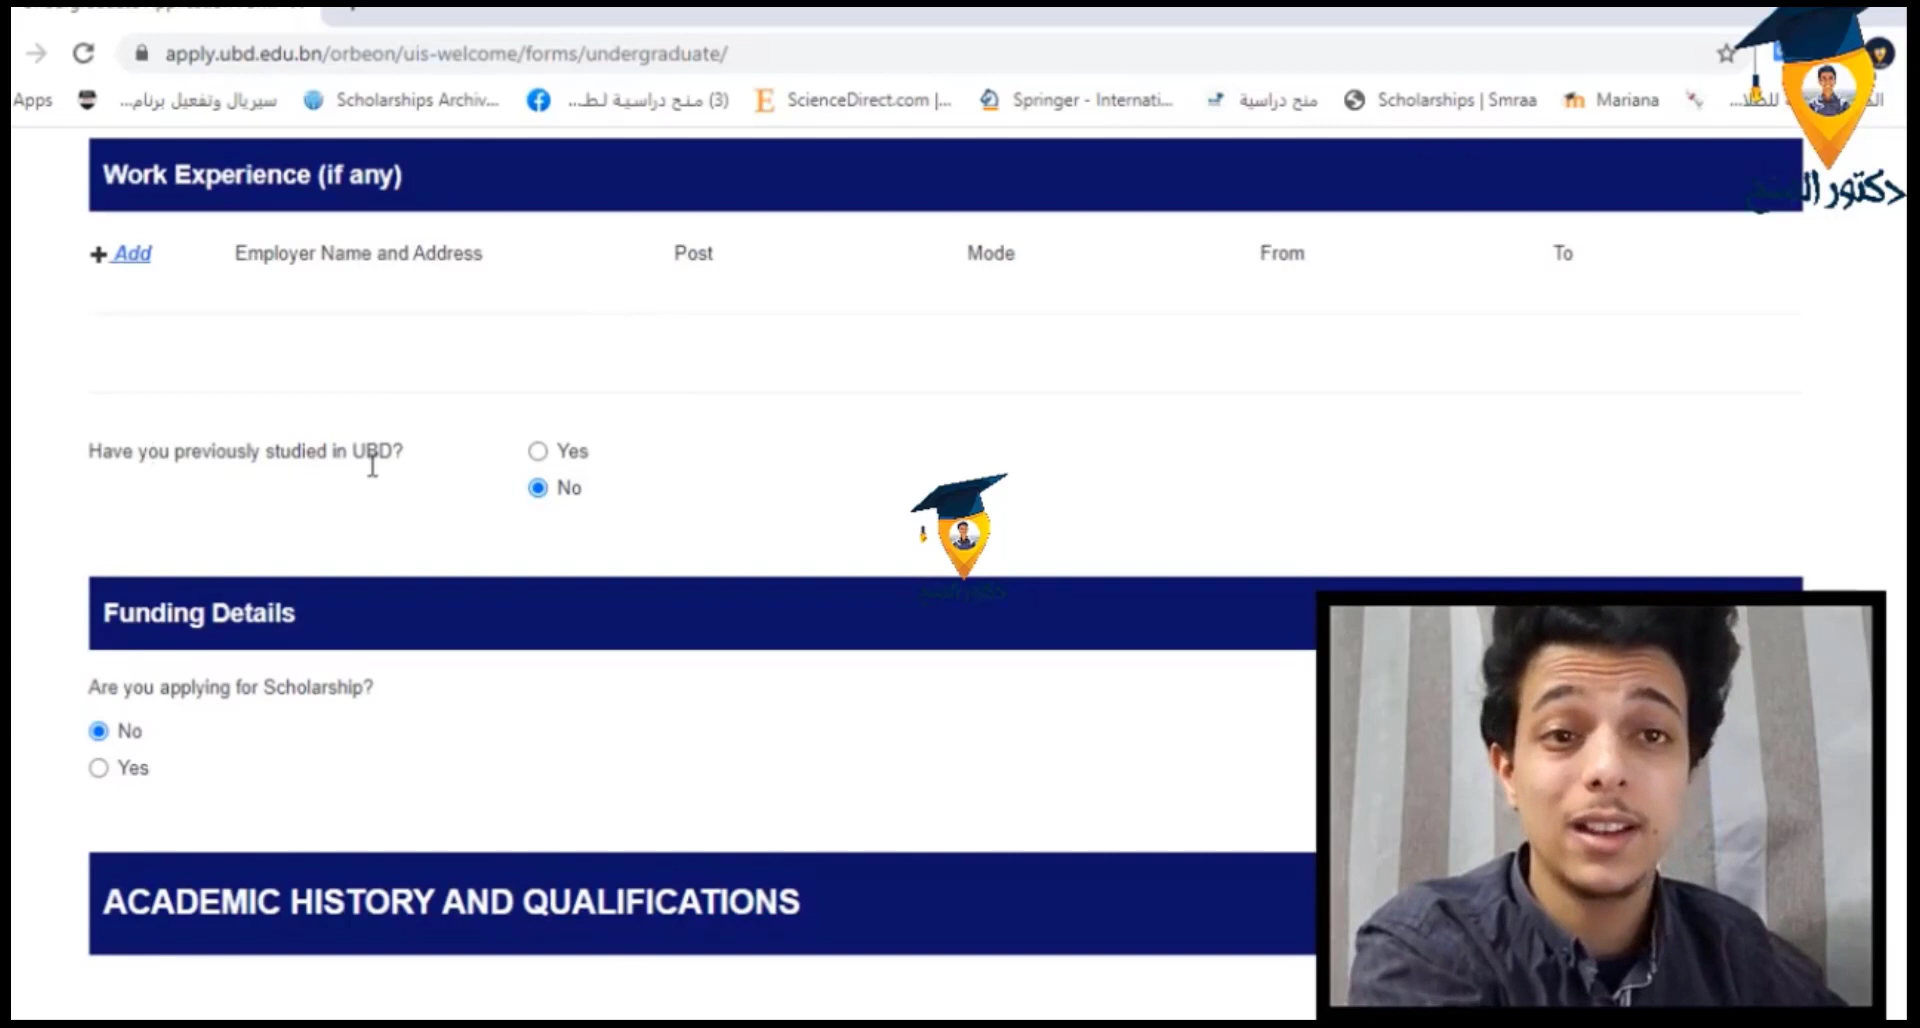 apply.ubd.edu.bn/orbeon/uis-welcome/forms/undergraduate/
Apps
سيريال وتفعيل برنام...
Scholarships Archiv...
(3) منح دراسية لط...
ScienceDirect.com |...
Springer - Internati...
منح دراسية
Scholarships | Smraa
Mariana
دكتور المنح
Work Experience (if any)
Add Employer Name and Address Post Mode From To
Have you previously studied in UBD? Yes
No
Funding Details
Are you applying for Scholarship?
No
Yes
ACADEMIC HISTORY AND QUALIFICATIONS